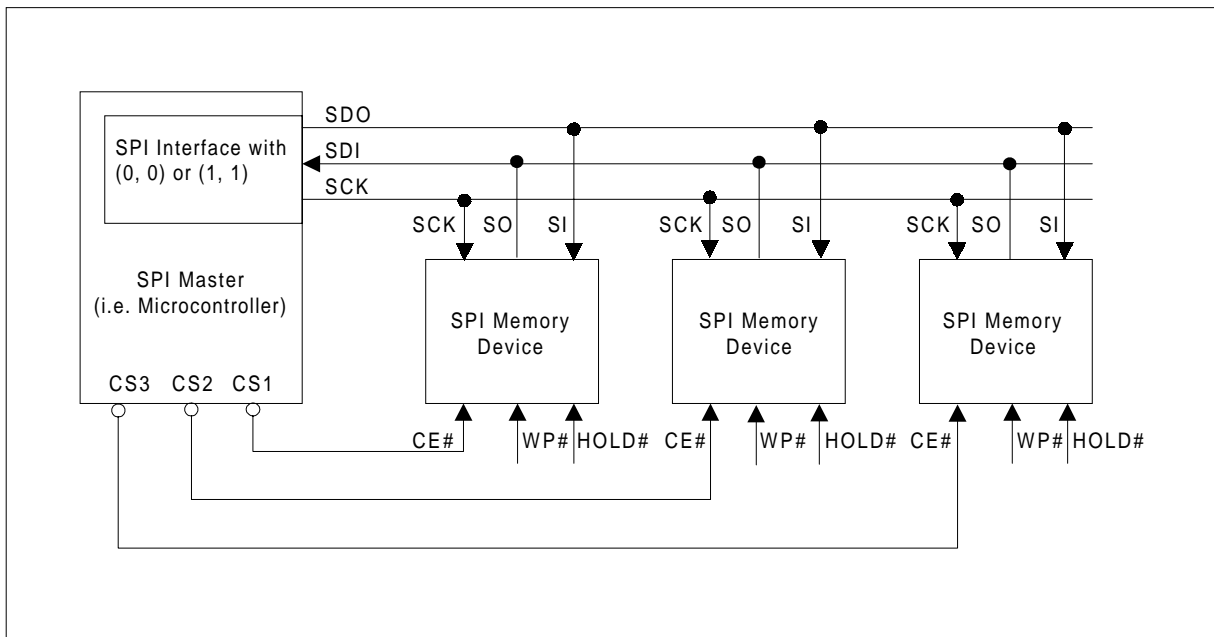 SDO
SPI Interface with
(0, 0) or (1, 1)
SDI
SCK
SCK SO SI
SCK SO SI
SCK SO SI
SPI Master
(i.e. Microcontroller)
SPI Memory
Device
SPI Memory
Device
SPI Memory
Device
CS3 CS2 CS1
CE# WP# HOLD#
CE# WP# HOLD#
CE# WP# HOLD#